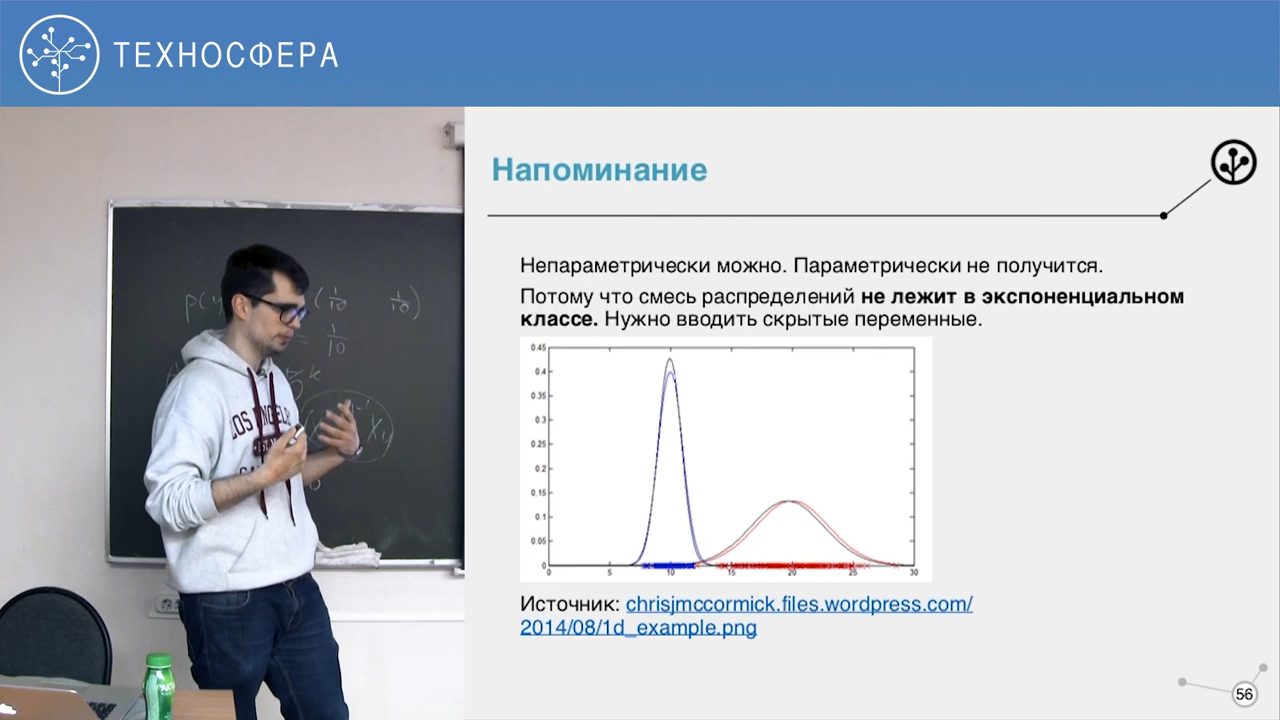 ТЕХНОСФЕРА
Напоминание
Непараметрически можно. Параметрически не получится.
Потому что смесь распределений не лежит в экспоненциальном
классе. Нужно вводить скрытые переменные.
0.45
0.4
0.35
0.3
0.25
0.2
0.15
0.1
0.05
0
0 5 10 15 20 25 30
Источник: chrisjmccormick.files.wordpress.com/
2014/08/1d_example.png
56
LOS ANGELES